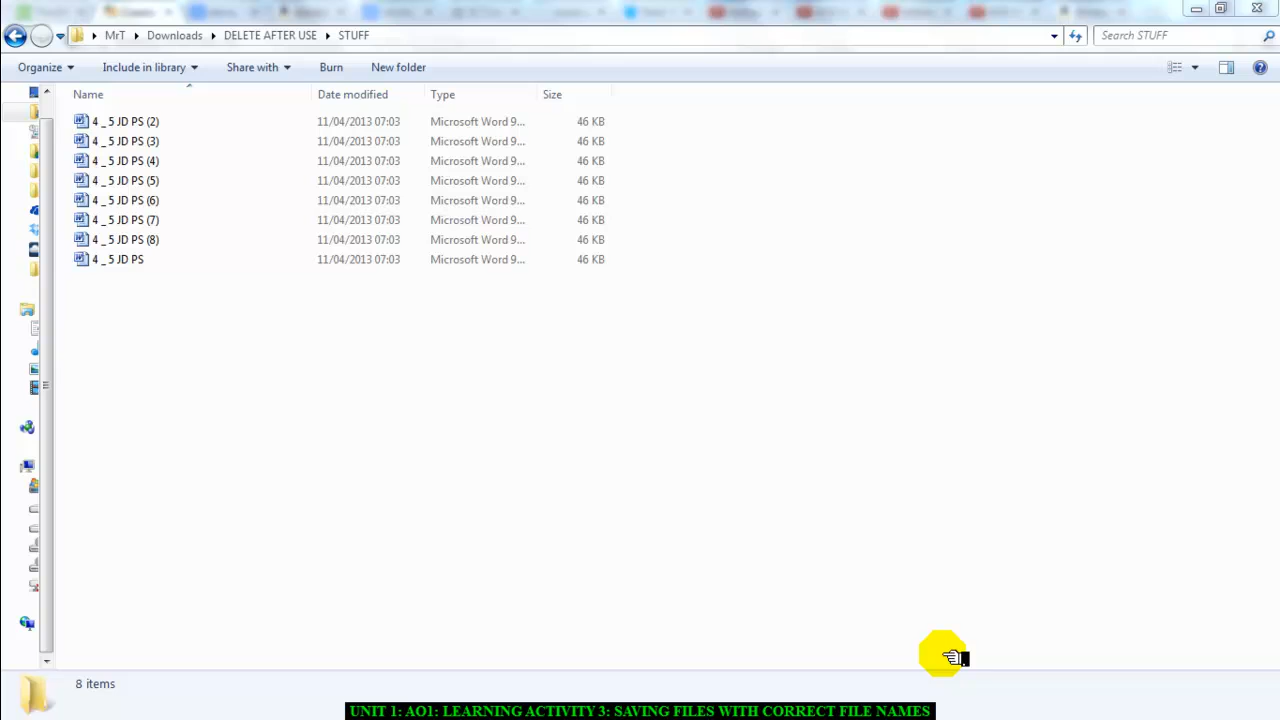 MrT ▸ Downloads ▸ DELETE AFTER USE ▸ STUFF
Search STUFF
Organize Include in library Share with Burn New folder
Name Date modified Type Size
4 _ 5 JD PS (2) 11/04/2013 07:03 Microsoft Word 9... 46 KB
4 _ 5 JD PS (3) 11/04/2013 07:03 Microsoft Word 9... 46 KB
4 _ 5 JD PS (4) 11/04/2013 07:03 Microsoft Word 9... 46 KB
4 _ 5 JD PS (5) 11/04/2013 07:03 Microsoft Word 9... 46 KB
4 _ 5 JD PS (6) 11/04/2013 07:03 Microsoft Word 9... 46 KB
4 _ 5 JD PS (7) 11/04/2013 07:03 Microsoft Word 9... 46 KB
4 _ 5 JD PS (8) 11/04/2013 07:03 Microsoft Word 9... 46 KB
4 _ 5 JD PS 11/04/2013 07:03 Microsoft Word 9... 46 KB
8 items
UNIT 1: AO1: LEARNING ACTIVITY 3: SAVING FILES WITH CORRECT FILE NAMES